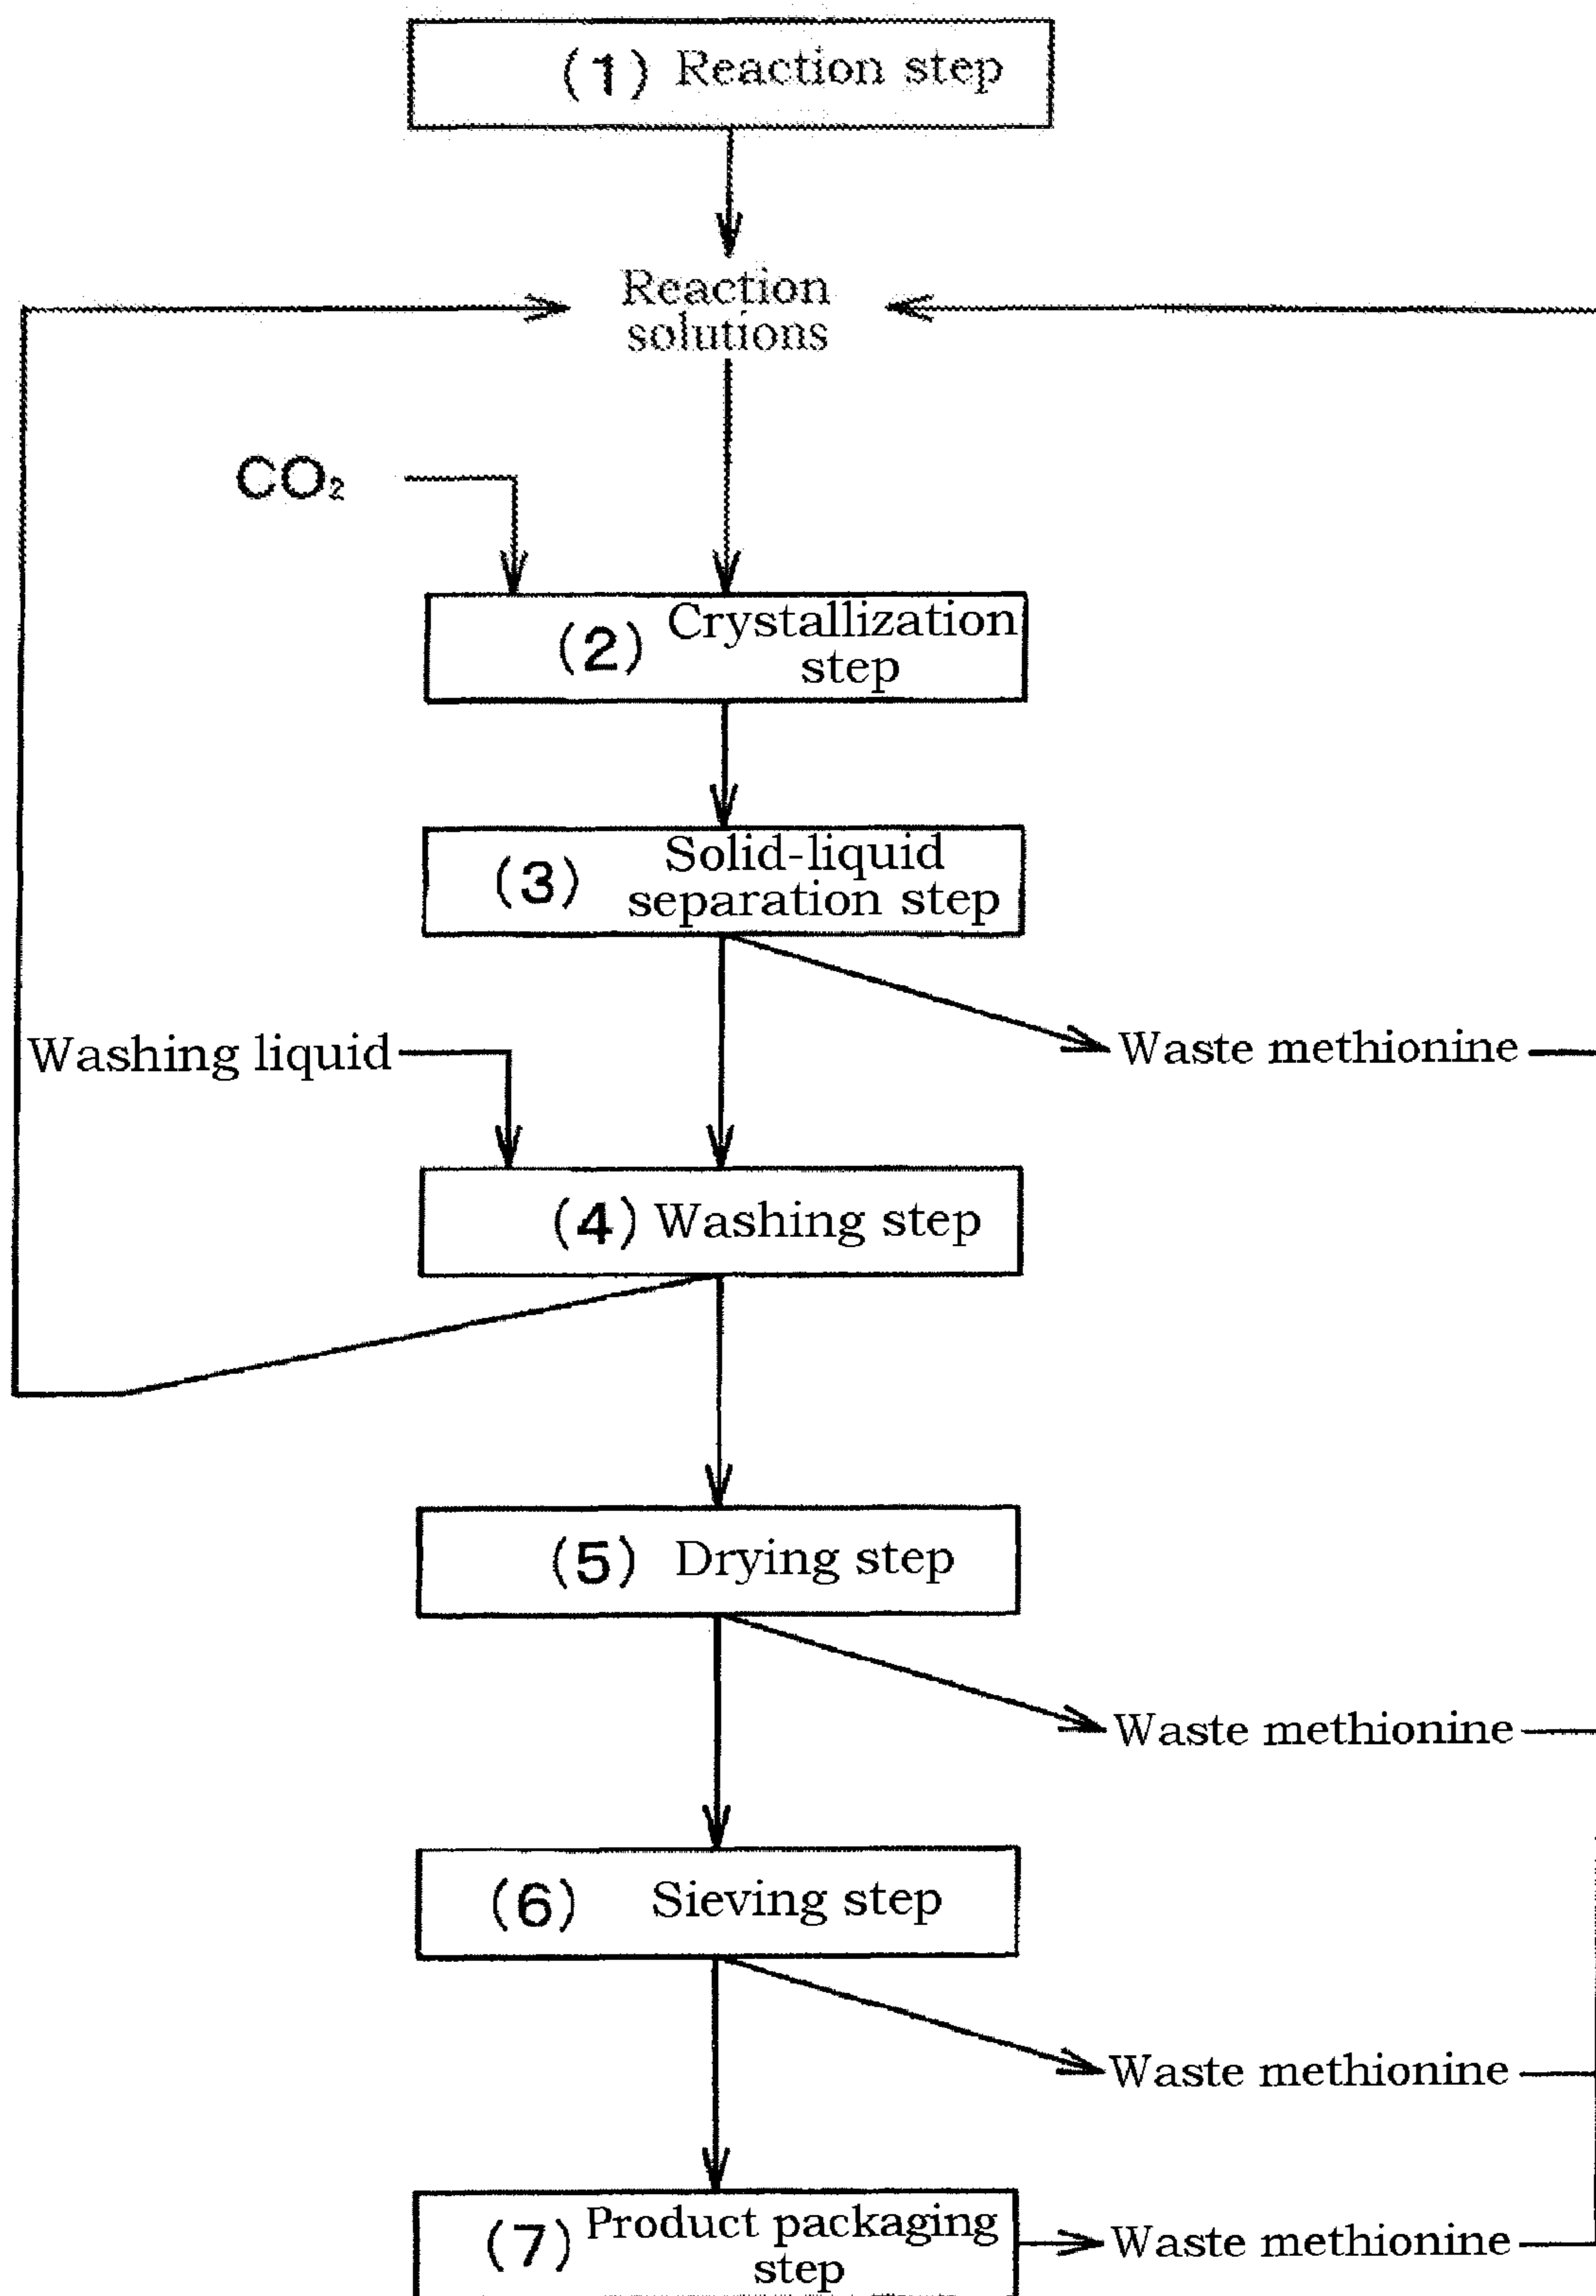 (1) Reaction step
Reaction
solutions
CO₂
(2) Crystallization
step
(3) Solid-liquid
separation step
Waste methionine
Washing liquid
(4) Washing step
(5) Drying step
Waste methionine
(6) Sieving step
Waste methionine
(7) Product packaging
step
Waste methionine